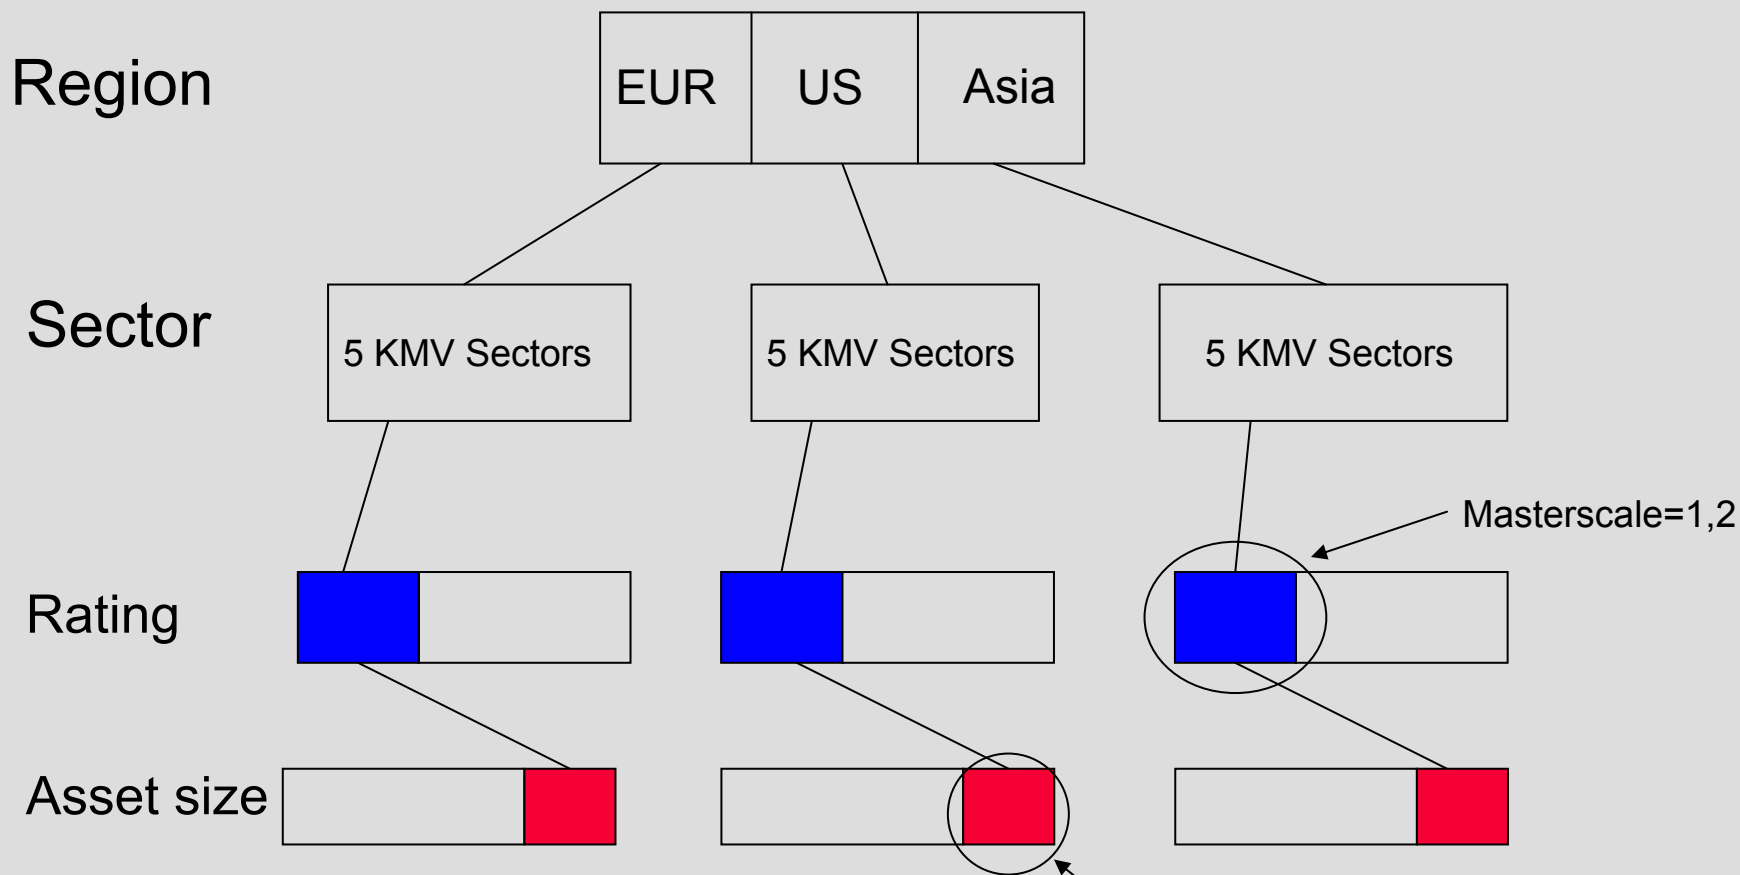 Region
EUR US Asia
Sector
5 KMV Sectors 5 KMV Sectors 5 KMV Sectors
Masterscale=1,2
Rating
Asset size